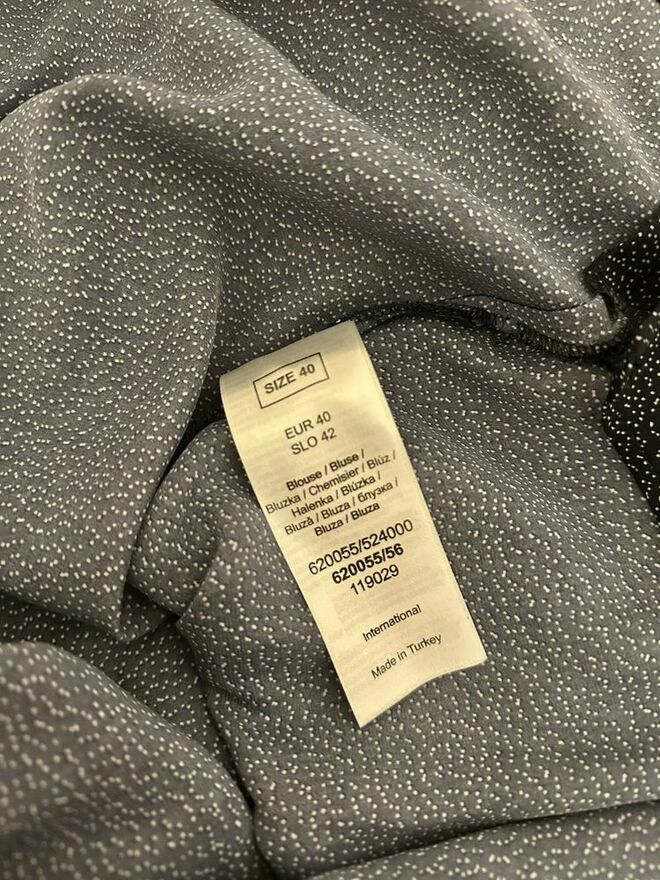 SIZE 40
EUR 40
SLO 42
Blouse / Bluse /
Bluzka / Chemisier / Blúz /
Halenka / Blúzka /
Bluză / Bluza / блузка /
Bluza / Bluza
620055/524000
620055/56
119029
International
Made in Turkey